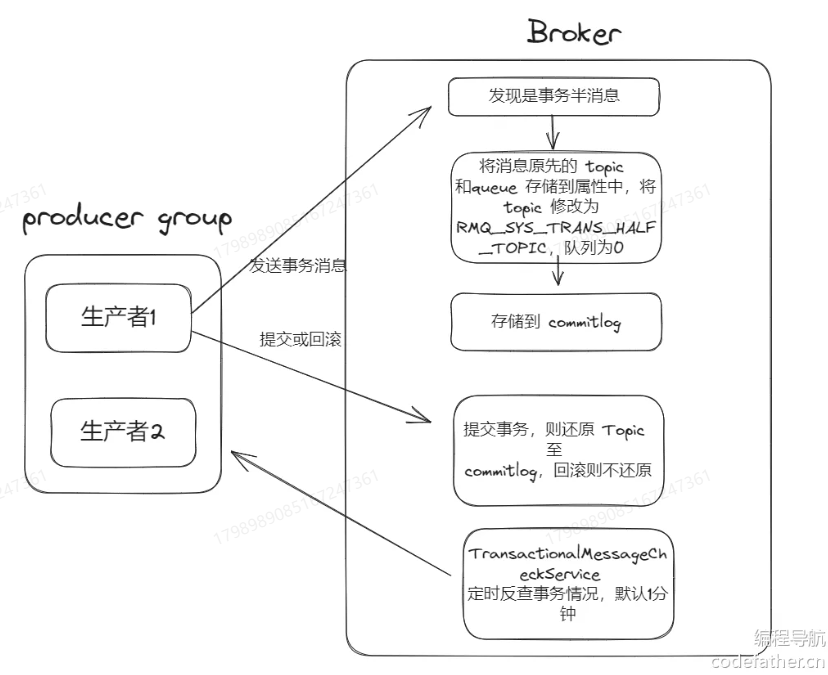 Broker
发现是事务半消息
将消息原先的 topic
和queue 存储到属性中，将
topic 修改为
RMQ_SYS_TRANS_HALF
_TOPIC，队列为0
producer group
发送事务消息
生产者1
存储到 commitlog
提交或回滚
生产者2
提交事务，则还原 Topic
至
commitlog，回滚则不还原
TransactionalMessageCh
eckService
定时反查事务情况，默认1分
钟
1798989085167247361
1798989085167247361
1798989085167247361
1798989085167247361
编程导航
codefather.cn